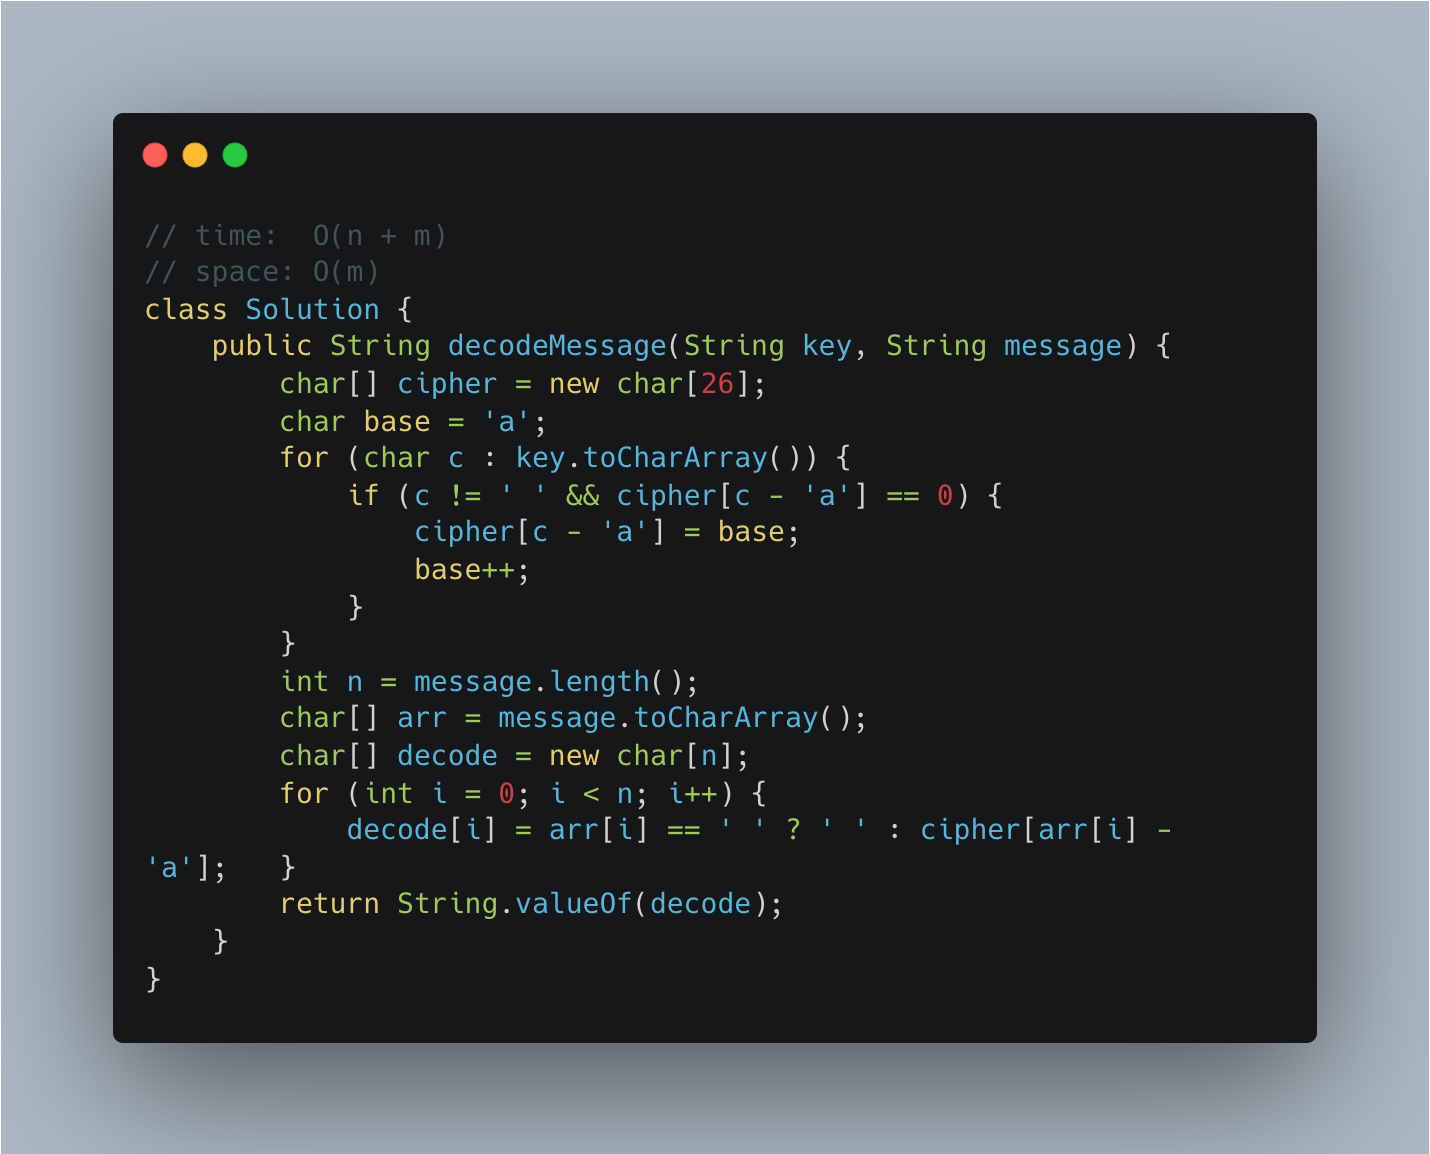 // time:  O(n + m)
// space: O(m)
class Solution {
    public String decodeMessage(String key, String message) {
        char[] cipher = new char[26];
        char base = 'a';
        for (char c : key.toCharArray()) {
            if (c != ' ' && cipher[c - 'a'] == 0) {
                cipher[c - 'a'] = base;
                base++;
            }
        }
        int n = message.length();
        char[] arr = message.toCharArray();
        char[] decode = new char[n];
        for (int i = 0; i < n; i++) {
            decode[i] = arr[i] == ' ' ? ' ' : cipher[arr[i] -
'a'];   }
        return String.valueOf(decode);
    }
}